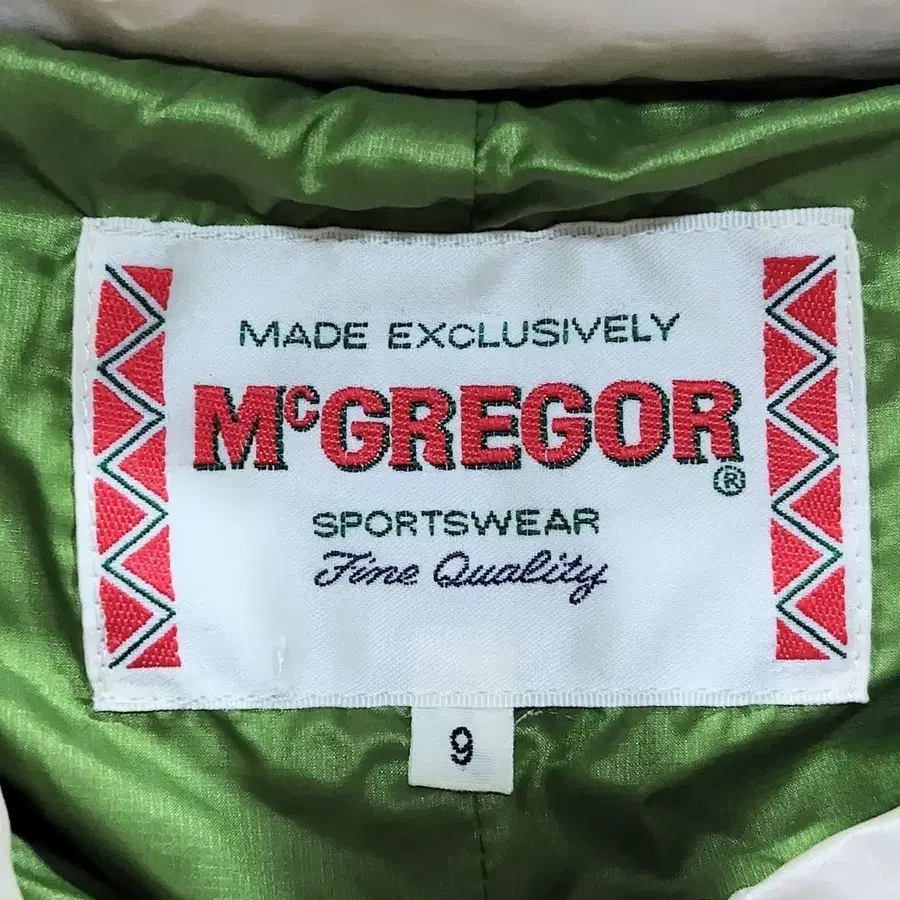 MADE EXCLUSIVELY
McGREGOR®
SPORTSWEAR
Fine Quality
9